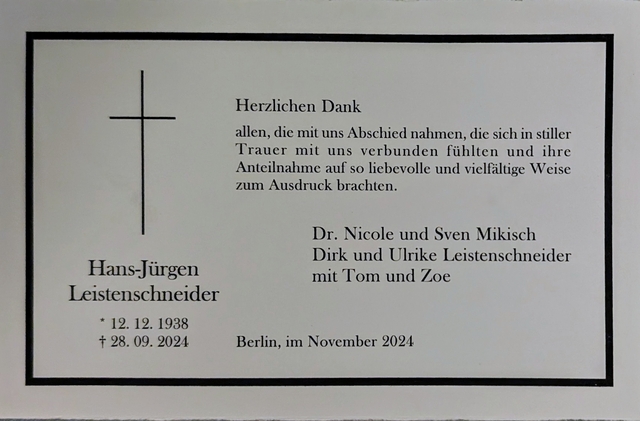 Herzlichen Dank
allen, die mit uns Abschied nahmen, die sich in stiller
Trauer mit uns verbunden fühlten und ihre
Anteilnahme auf so liebevolle und vielfältige Weise
zum Ausdruck brachten.
Dr. Nicole und Sven Mikisch
Dirk und Ulrike Leistenschneider
mit Tom und Zoe
Hans-Jürgen
Leistenschneider
* 12. 12. 1938
† 28. 09. 2024
Berlin, im November 2024